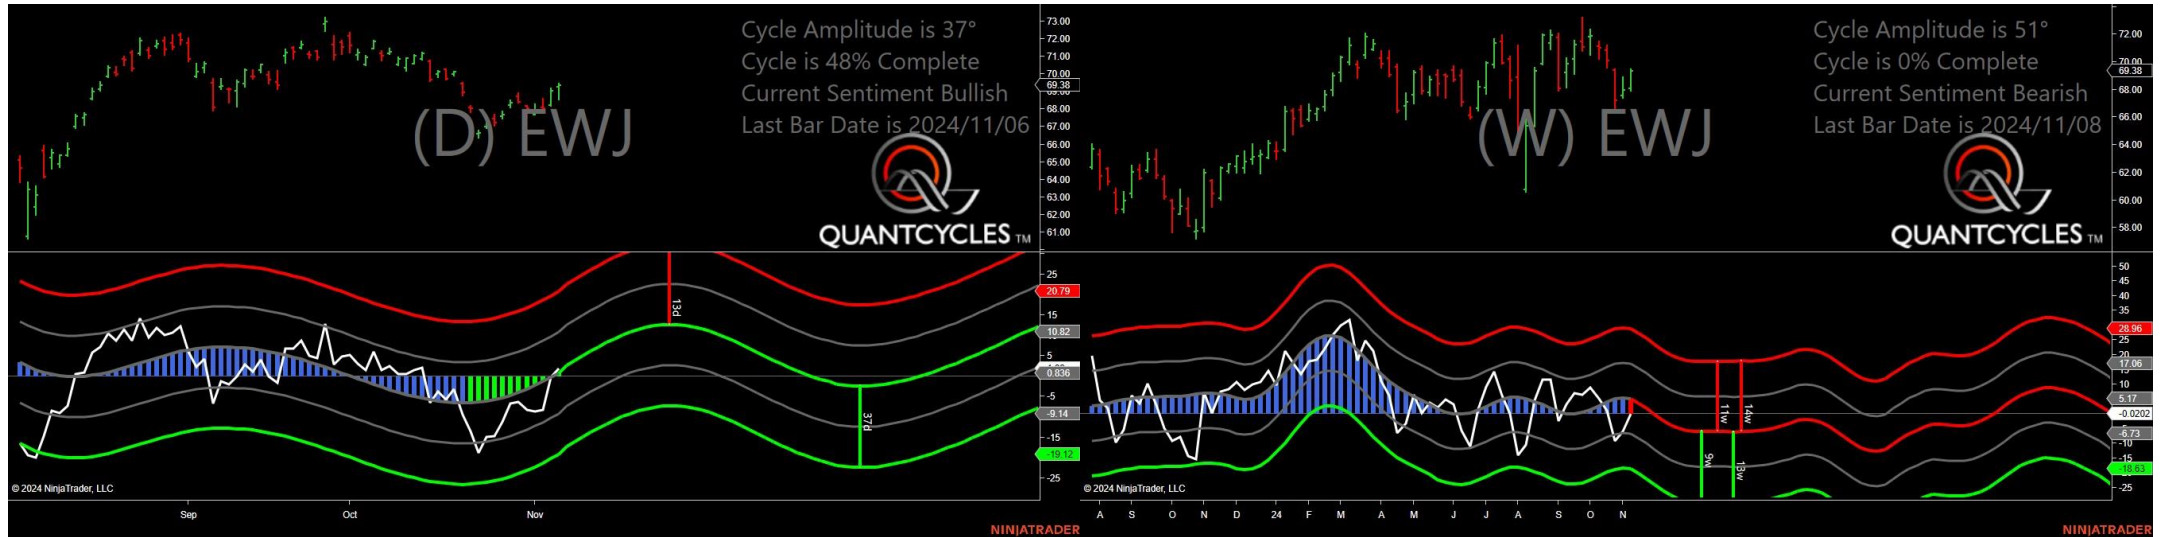 Cycle Amplitude is 37°
Cycle is 48% Complete
Current Sentiment Bullish
Last Bar Date is 2024/11/06
(D) EWJ
QUANTCYCLES TM
73.00
72.00
71.00
70.00
69.38
68.00
67.00
66.00
65.00
64.00
63.00
62.00
61.00
25
20.79
15
10.82
5
0.836
-5
-9.14
-15
-19.12
-25
13d
37d
© 2024 NinjaTrader, LLC
Sep Oct Nov
NINJATRADER
Cycle Amplitude is 51°
Cycle is 0% Complete
Current Sentiment Bearish
Last Bar Date is 2024/11/08
(W) EWJ
QUANTCYCLES TM
72.00
70.00
69.38
68.00
66.00
64.00
62.00
60.00
58.00
50
45
40
35
28.96
25
20
17.06
10
5.17
-0.0202
-6.73
-10
-15
-18.63
-25
11w
14w
9w
13w
© 2024 NinjaTrader, LLC
A S O N D 24 F M A M J J A S O N
NINJATRADER